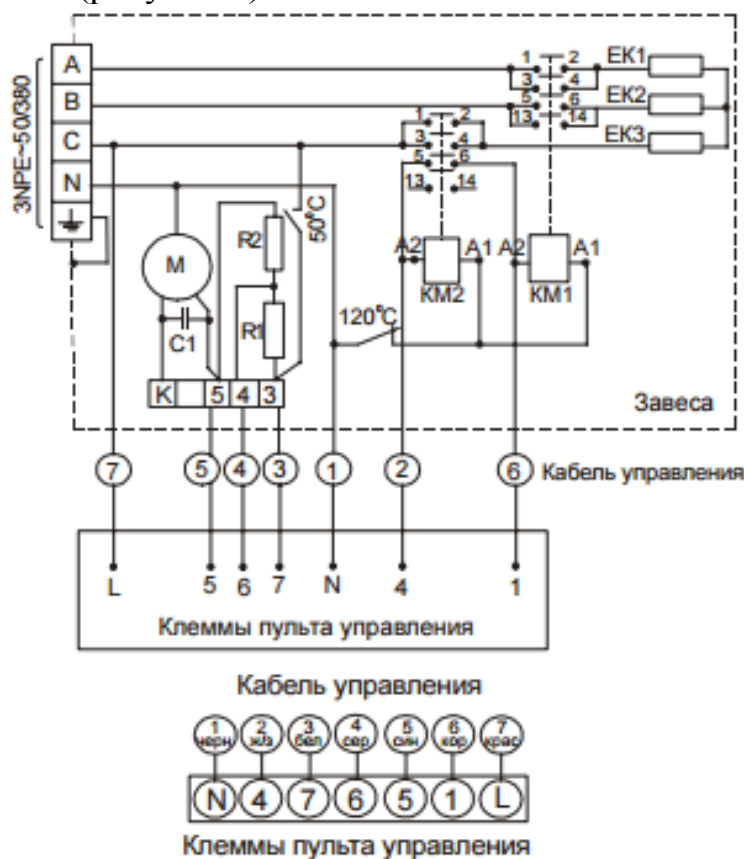 (рисунок
3NPE~50/380
A
B
C
N
1 2 EK1
3 4
5 6 EK2
13 14
EK3
1 2
3 4
5 6
13 14
M
C1
R2
R1
50°C
120°C
A2 A1
KM2
A2 A1
KM1
K 5 4 3
Завеса
7 5 4 3 1 2 6 Кабель управления
L 5 6 7 N 4 1
Клеммы пульта управления
Кабель управления
1 2 3 4 5 6 7
черн ж/з бел сер син кор крас
N 4 7 6 5 1 L
Клеммы пульта управления